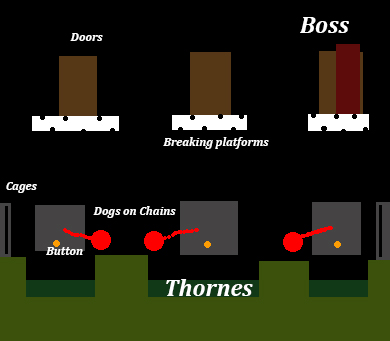 Boss
Doors
Breaking platforms
Cages
Dogs on Chains
Button
Thornes